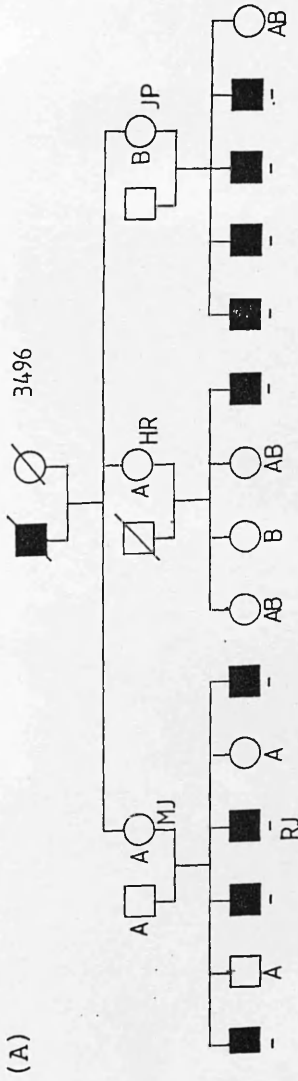 (A)
3496
A A MJ A HR B JP
- A - - A - AB B AB - - - - - AB
RJ